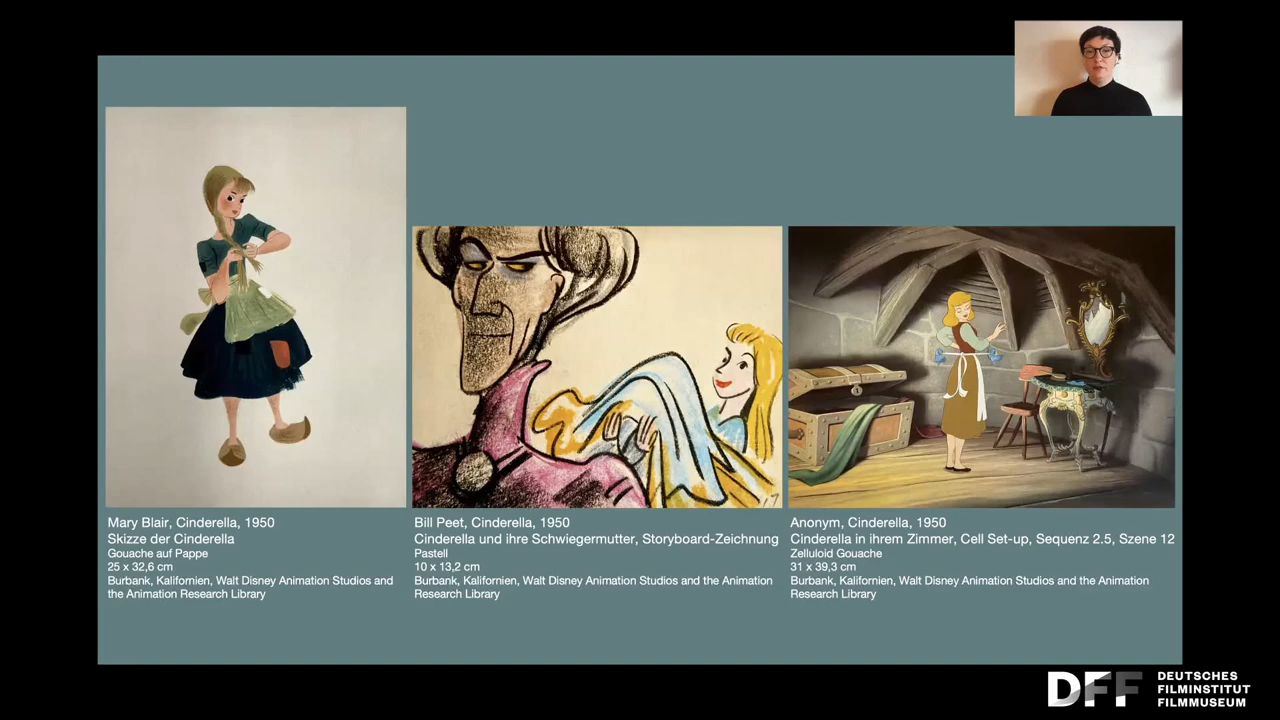 Mary Blair, Cinderella, 1950
Skizze der Cinderella
Gouache auf Pappe
25 x 32,6 cm
Burbank, Kalifornien, Walt Disney Animation Studios and
the Animation Research Library
Bill Peet, Cinderella, 1950
Cinderella und ihre Schwiegermutter, Storyboard-Zeichnung
Pastell
10 x 13,2 cm
Burbank, Kalifornien, Walt Disney Animation Studios and the Animation
Research Library
Anonym, Cinderella, 1950
Cinderella in ihrem Zimmer, Cell Set-up, Sequenz 2.5, Szene 12
Zelluloid Gouache
31 x 39,3 cm
Burbank, Kalifornien, Walt Disney Animation Studios and the Animation
Research Library
DFF
DEUTSCHES
FILMINSTITUT
FILMMUSEUM